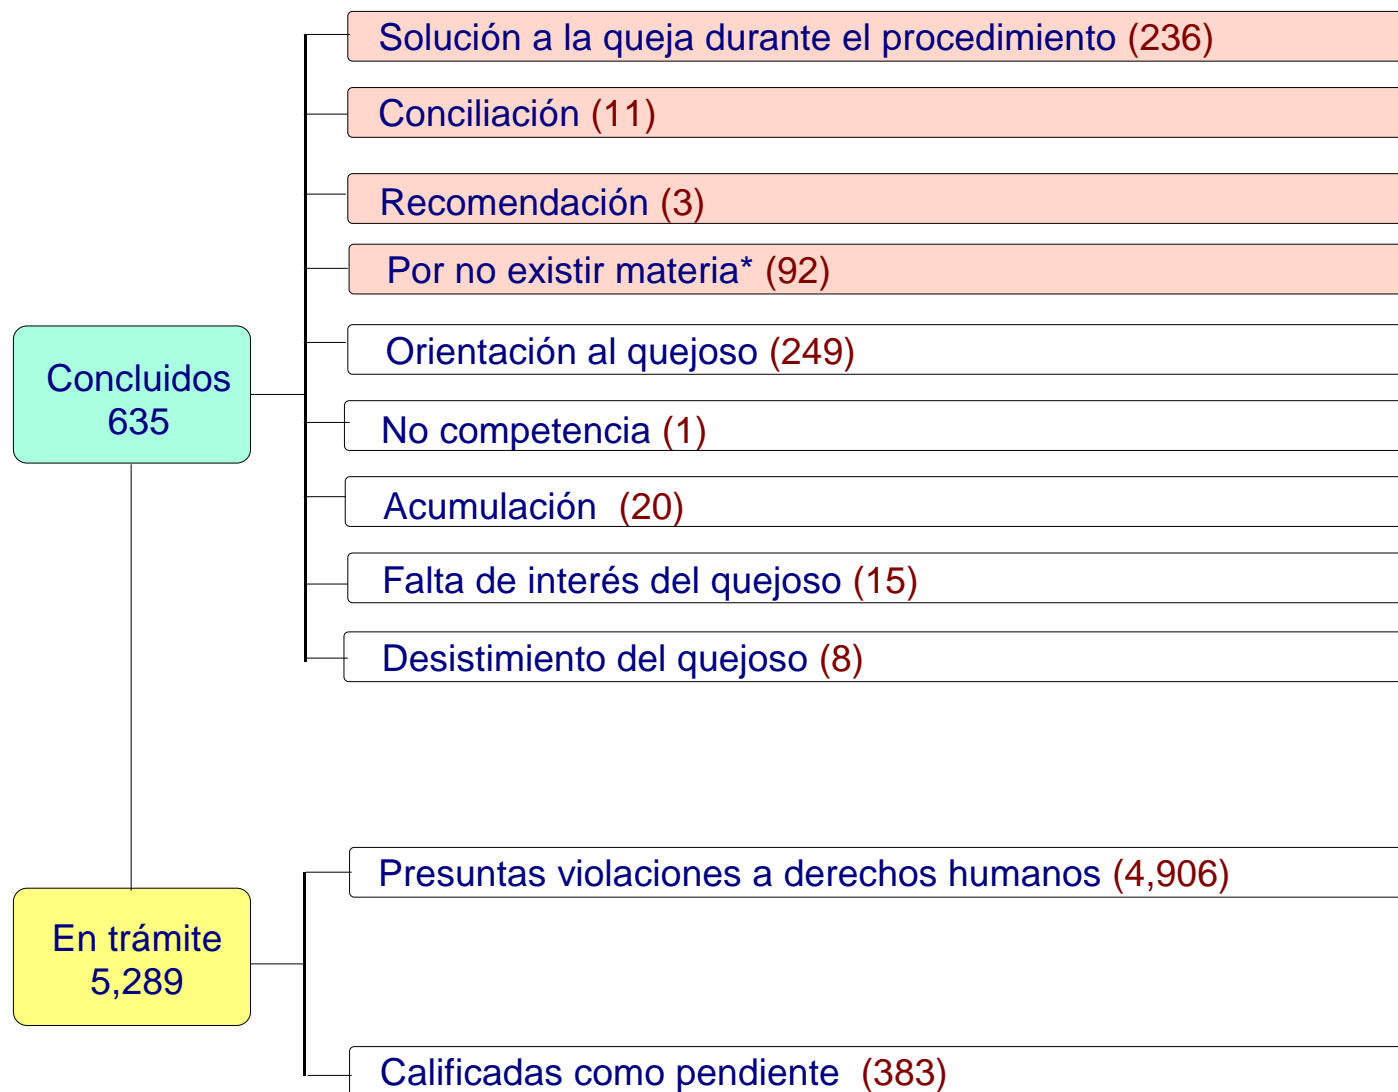 Solución a la queja durante el procedimiento (236)
Conciliación (11)
Recomendación (3)
Por no existir materia* (92)
Orientación al quejoso (249)
Concluidos
635
No competencia (1)
Acumulación (20)
Falta de interés del quejoso (15)
Desistimiento del quejoso (8)
Presuntas violaciones a derechos humanos (4,906)
En trámite
5,289
Calificadas como pendiente (383)